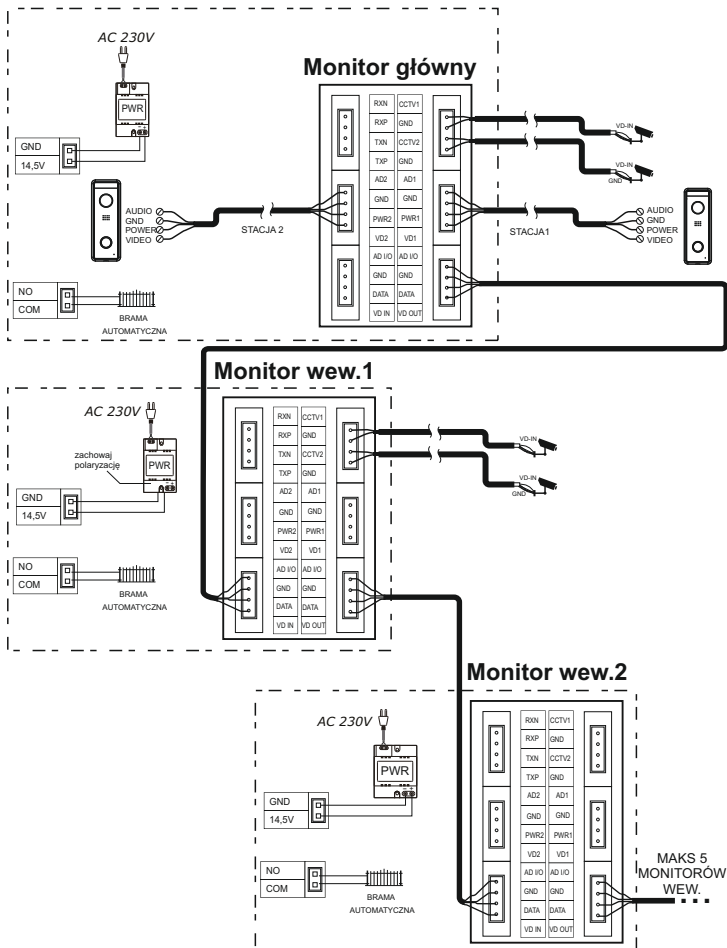 AC 230V
Monitor główny
PWR
GND
14,5V
RXN CCTV1
RXP GND
TXN CCTV2
TXP GND
AD2 AD1
GND GND
PWR2 PWR1
VD2 VD1
AD I/O AD I/O
GND GND
DATA DATA
VD IN VD OUT
VD-IN
VD-IN
GND
AUDIO
GND
POWER
VIDEO
STACJA 2
STACJA1
AUDIO
GND
POWER
VIDEO
NO
COM
BRAMA
AUTOMATYCZNA
Monitor wew.1
AC 230V
zachowaj
polaryzację
PWR
GND
14,5V
RXN CCTV1
RXP GND
TXN CCTV2
TXP GND
AD2 AD1
GND GND
PWR2 PWR1
VD2 VD1
AD I/O AD I/O
GND GND
DATA DATA
VD IN VD OUT
VD-IN
VD-IN
GND
NO
COM
BRAMA
AUTOMATYCZNA
Monitor wew.2
AC 230V
PWR
- +
GND
14,5V
RXN CCTV1
RXP GND
TXN CCTV2
TXP GND
AD2 AD1
GND GND
PWR2 PWR1
VD2 VD1
AD I/O AD I/O
GND GND
DATA DATA
VD IN VD OUT
NO
COM
BRAMA
AUTOMATYCZNA
MAKS 5
MONITORÓW
WEW.